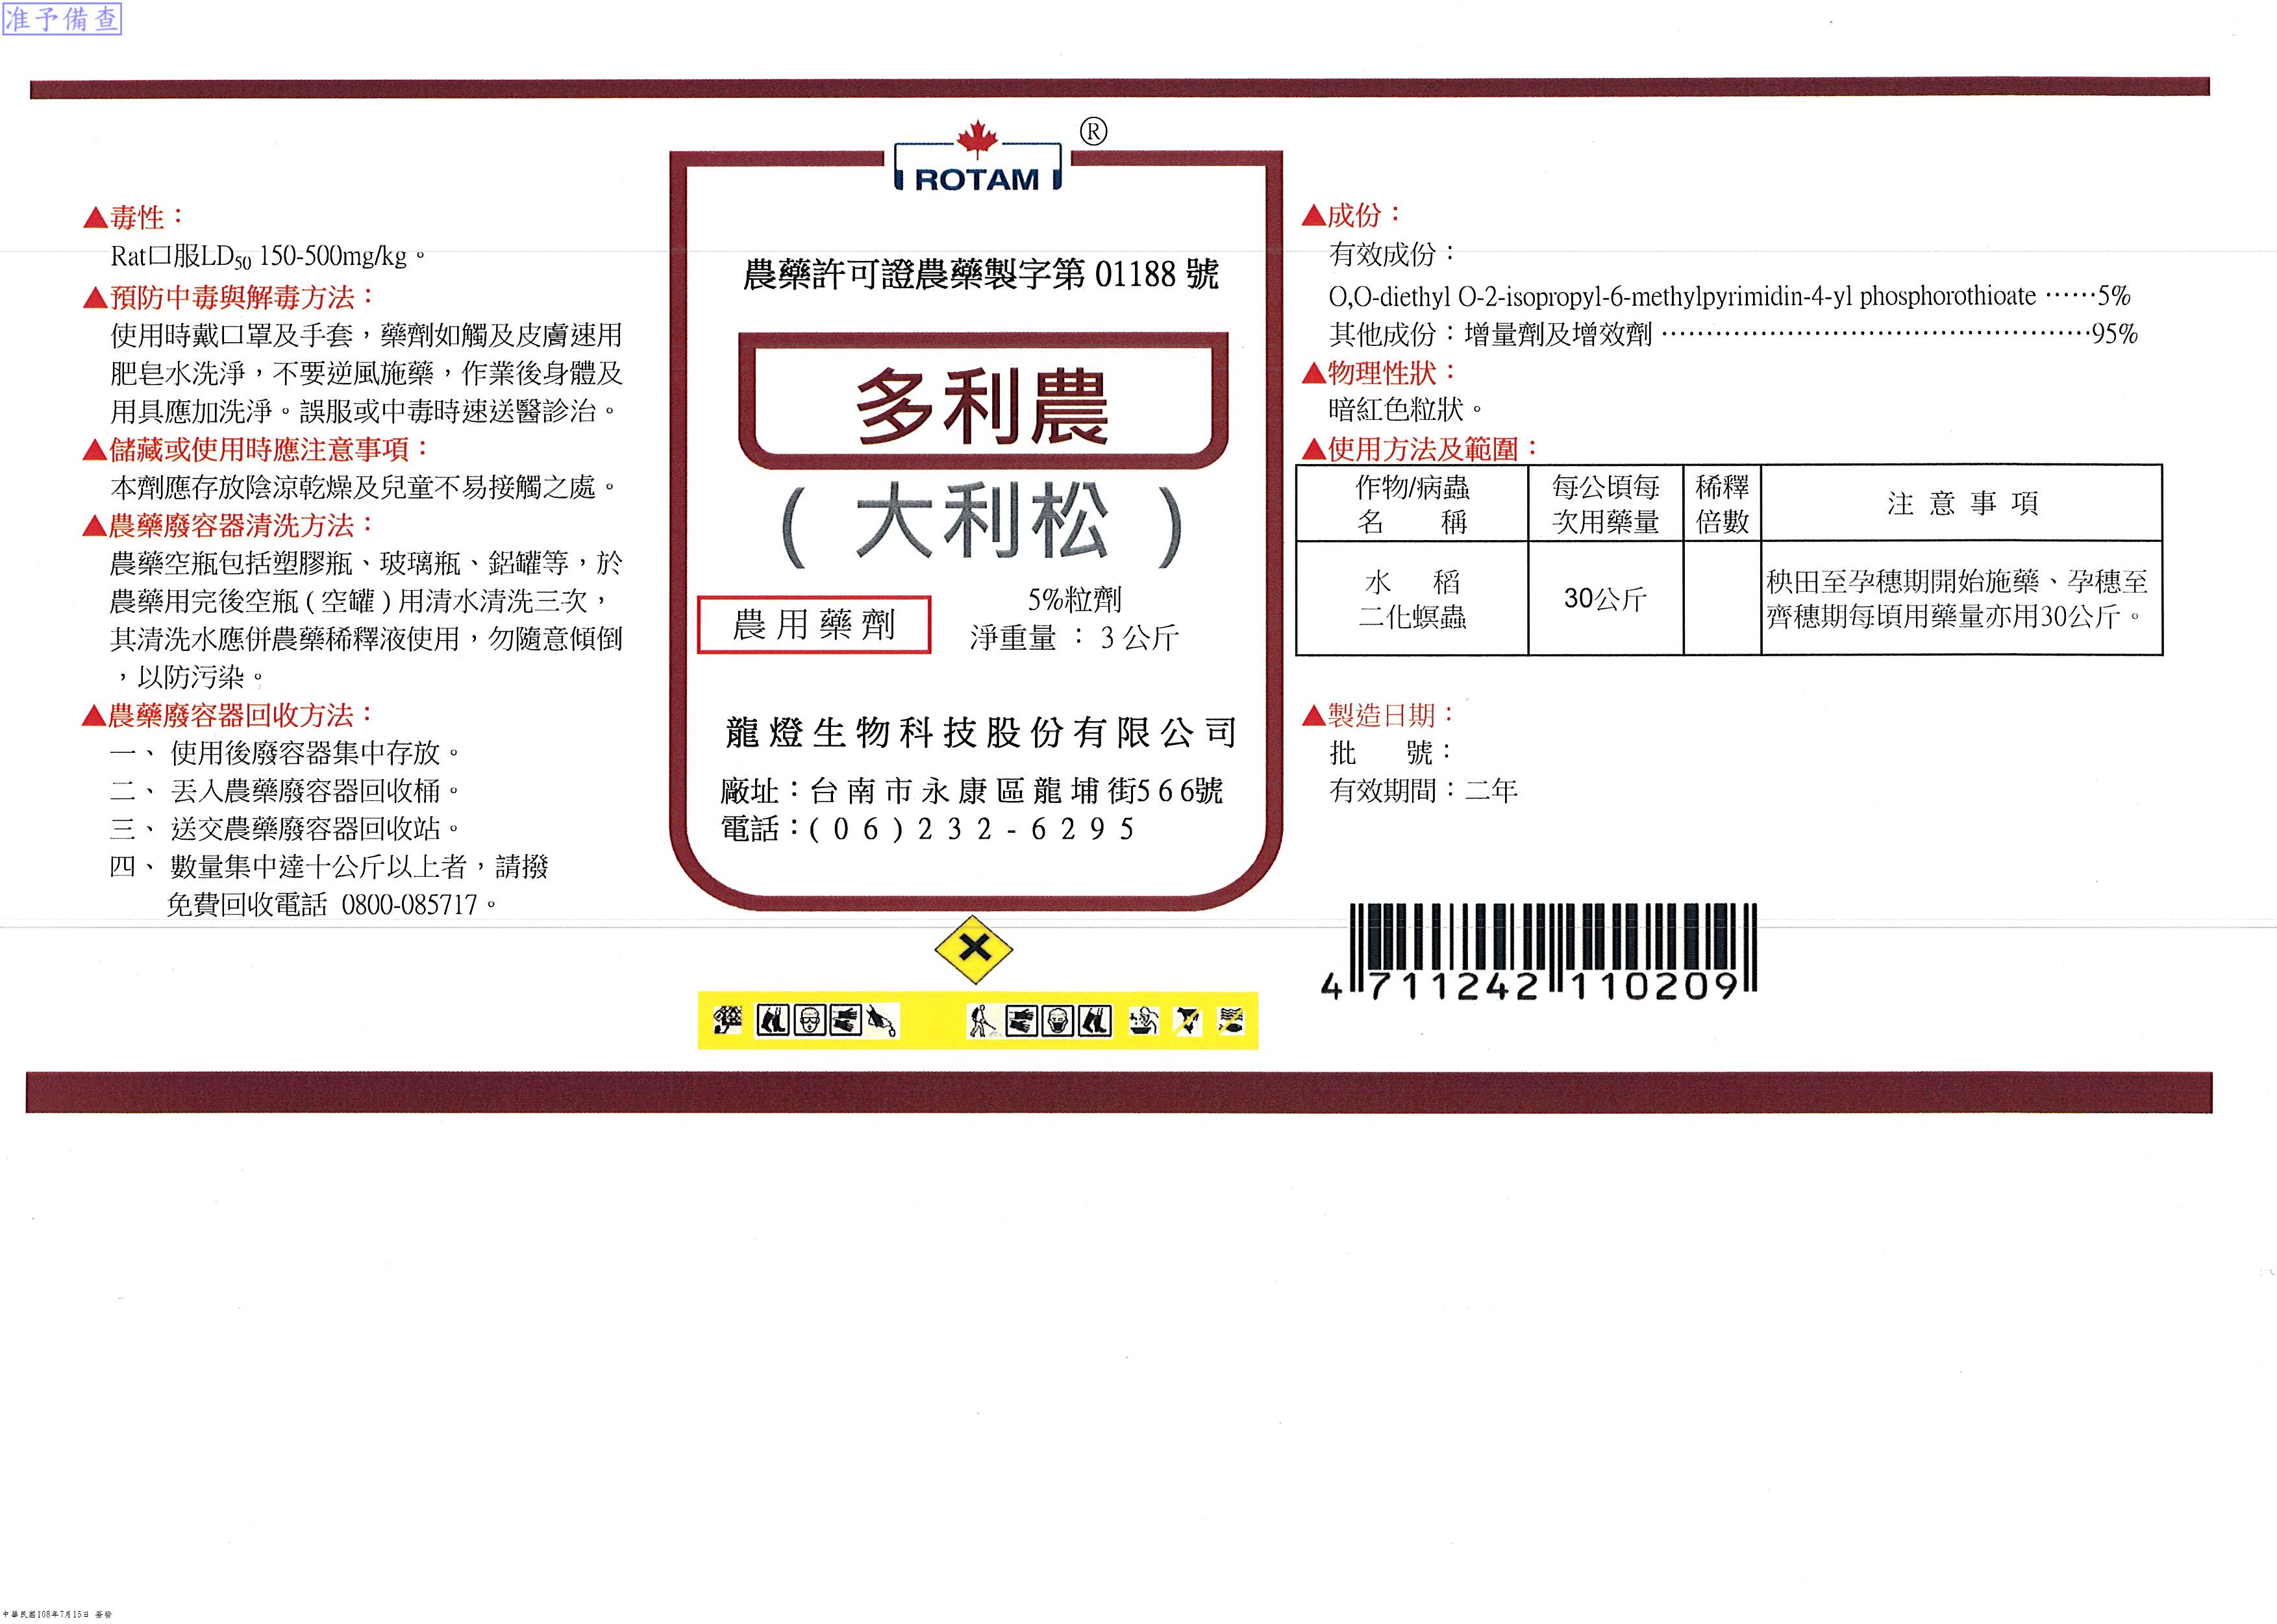 准予備查
ROTAM
®
▲毒性：
Rat口服LD50 150-500mg/kg。
▲預防中毒與解毒方法：
使用時戴口罩及手套，藥劑如觸及皮膚速用
肥皂水洗淨，不要逆風施藥，作業後身體及
用具應加洗淨。誤服或中毒時速送醫診治。
▲儲藏或使用時應注意事項：
本劑應存放陰涼乾燥及兒童不易接觸之處。
▲農藥廢容器清洗方法：
農藥空瓶包括塑膠瓶、玻璃瓶、鋁罐等，於
農藥用完後空瓶(空罐)用清水清洗三次，
其清洗水應併農藥稀釋液使用，勿隨意傾倒
，以防污染。
▲農藥廢容器回收方法：
一、 使用後廢容器集中存放。
二、 丟入農藥廢容器回收桶。
三、 送交農藥廢容器回收站。
四、 數量集中達十公斤以上者，請撥
免費回收電話 0800-085717。
農藥許可證農藥製字第 01188 號
多利農
( 大利松 )
農用藥劑
5%粒劑
淨重量 ： 3 公斤
龍燈生物科技股份有限公司
廠址：台南市永康區龍埔街566號
電話：(06)232-6295
▲成份：
有效成份：
O,O-diethyl O-2-isopropyl-6-methylpyrimidin-4-yl phosphorothioate ……5%
其他成份：增量劑及增效劑 ……………………………………………95%
▲物理性狀：
暗紅色粒狀。
▲使用方法及範圍：
作物/病蟲
名 稱
每公頃每
次用藥量
稀釋
倍數
注 意 事 項
水 稻
二化螟蟲
30公斤
秧田至孕穗期開始施藥、孕穗至
齊穗期每頃用藥量亦用30公斤。
▲製造日期：
批 號：
有效期間：二年
4 711242 110209
中華民國108年7月15日 簽發